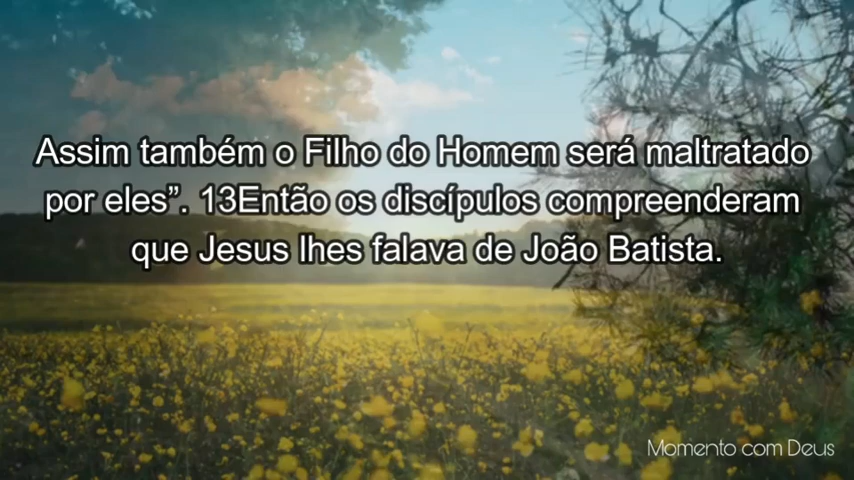 Assim também o Filho do Homem será maltratado
por eles”. 13Então os discípulos compreenderam
que Jesus lhes falava de João Batista.
Momento com Deus